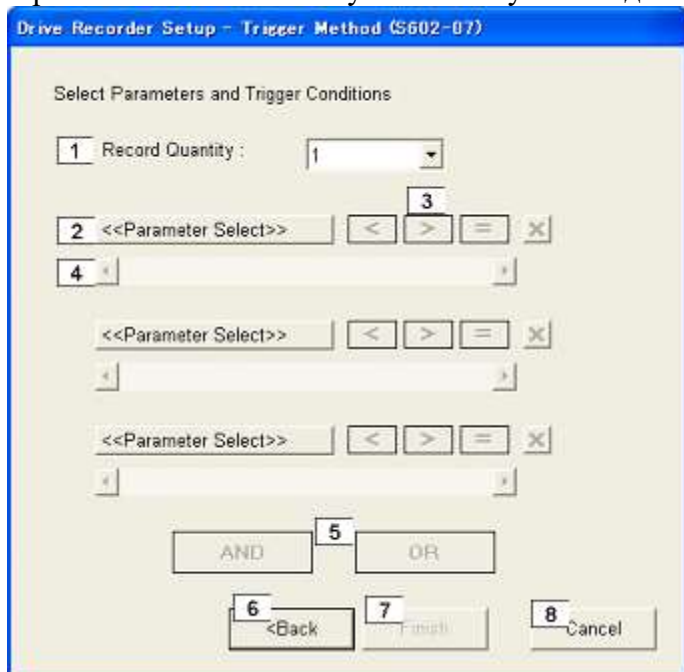 Drive Recorder Setup - Trigger Method (S602-07)
Select Parameters and Trigger Conditions
1 Record Quantity : 1
3
2 <<Parameter Select>> < > = X
4
<<Parameter Select>> < > = X
<<Parameter Select>> < > = X
5
AND OR
6 <Back 7 Finish 8 Cancel